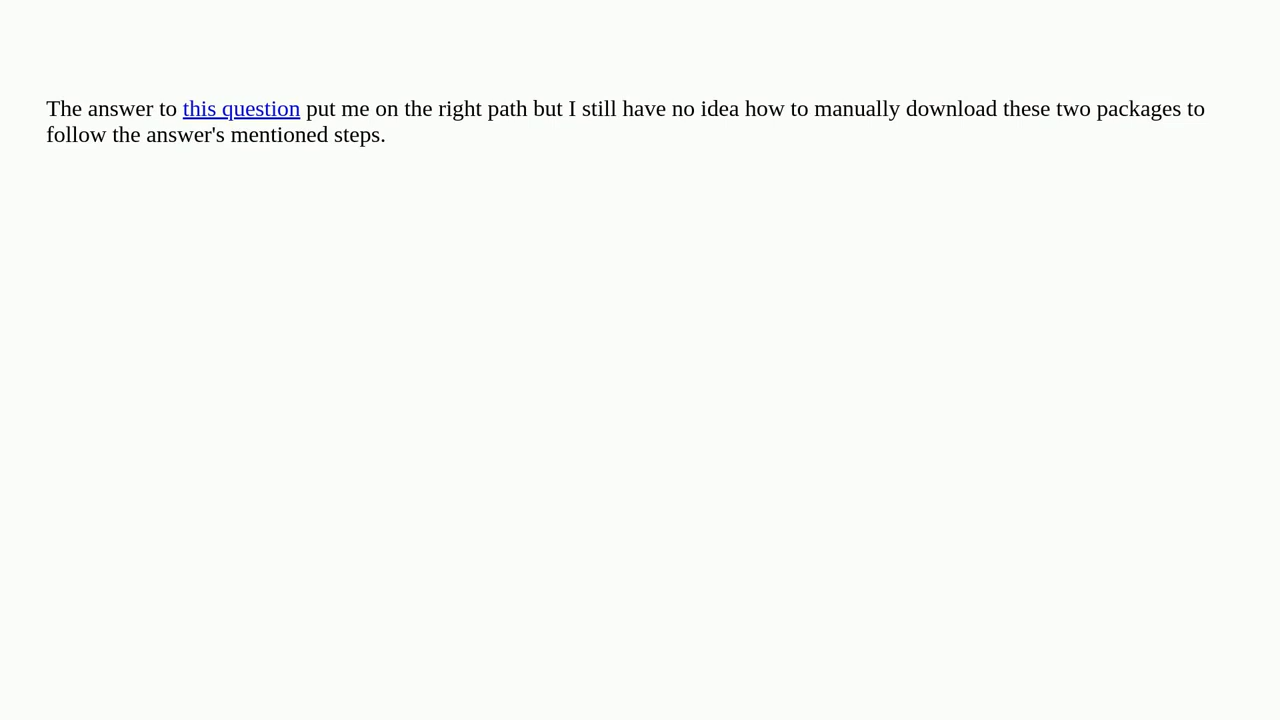 The answer to this question put me on the right path but I still have no idea how to manually download these two packages to
follow the answer's mentioned steps.